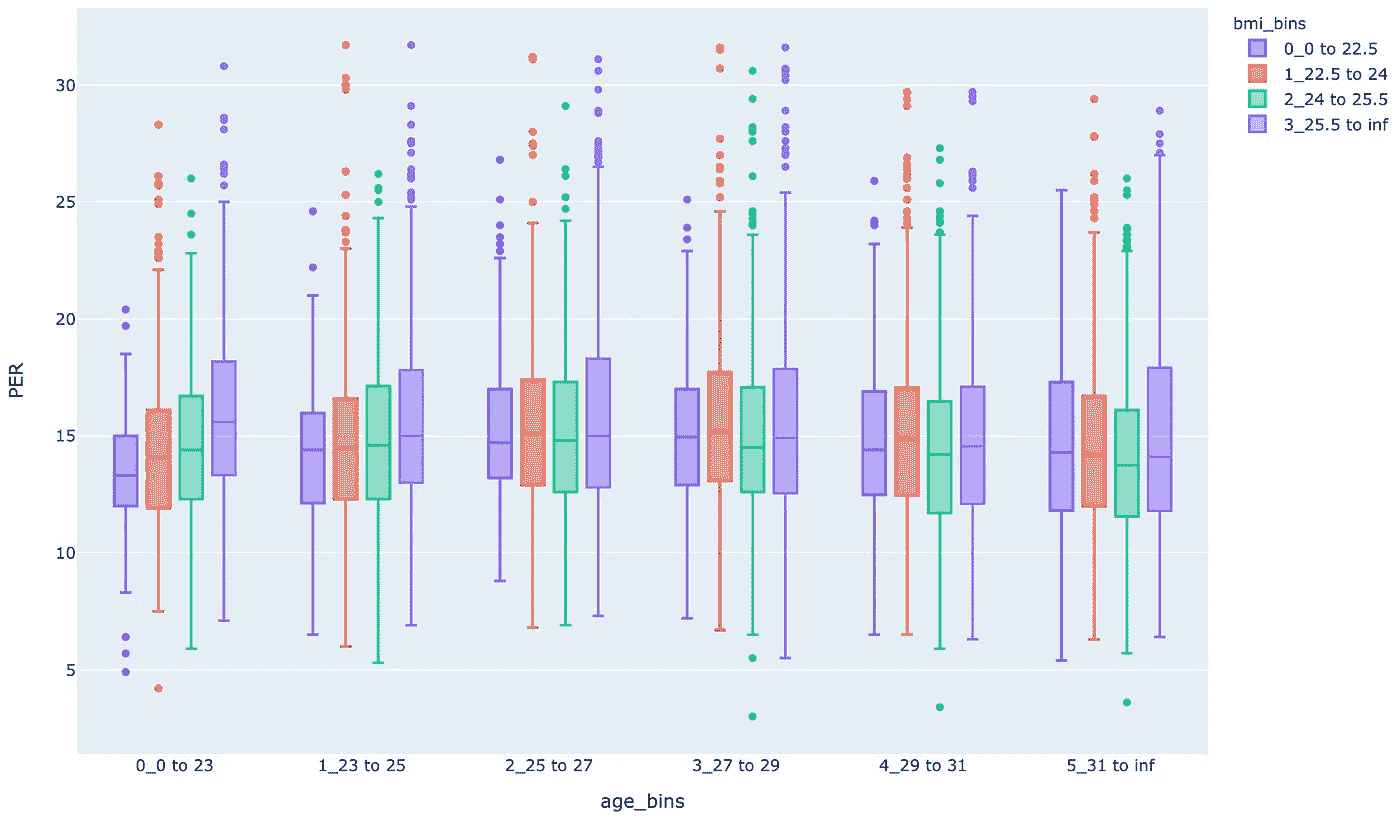 bmi_bins
0_0 to 22.5
1_22.5 to 24
2_24 to 25.5
3_25.5 to inf
PER
30
25
20
15
10
5
0_0 to 23
1_23 to 25
2_25 to 27
3_27 to 29
4_29 to 31
5_31 to inf
age_bins